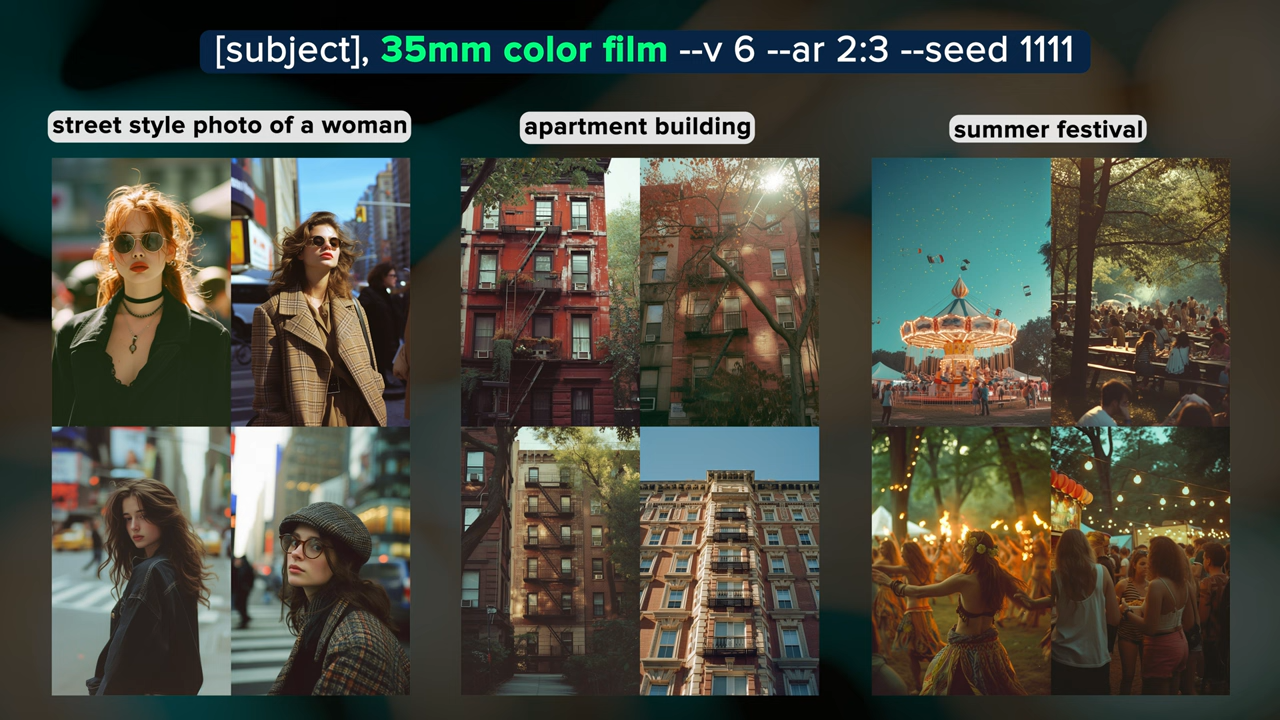 [subject], 35mm color film --v 6 --ar 2:3 --seed 1111
street style photo of a woman
apartment building
summer festival